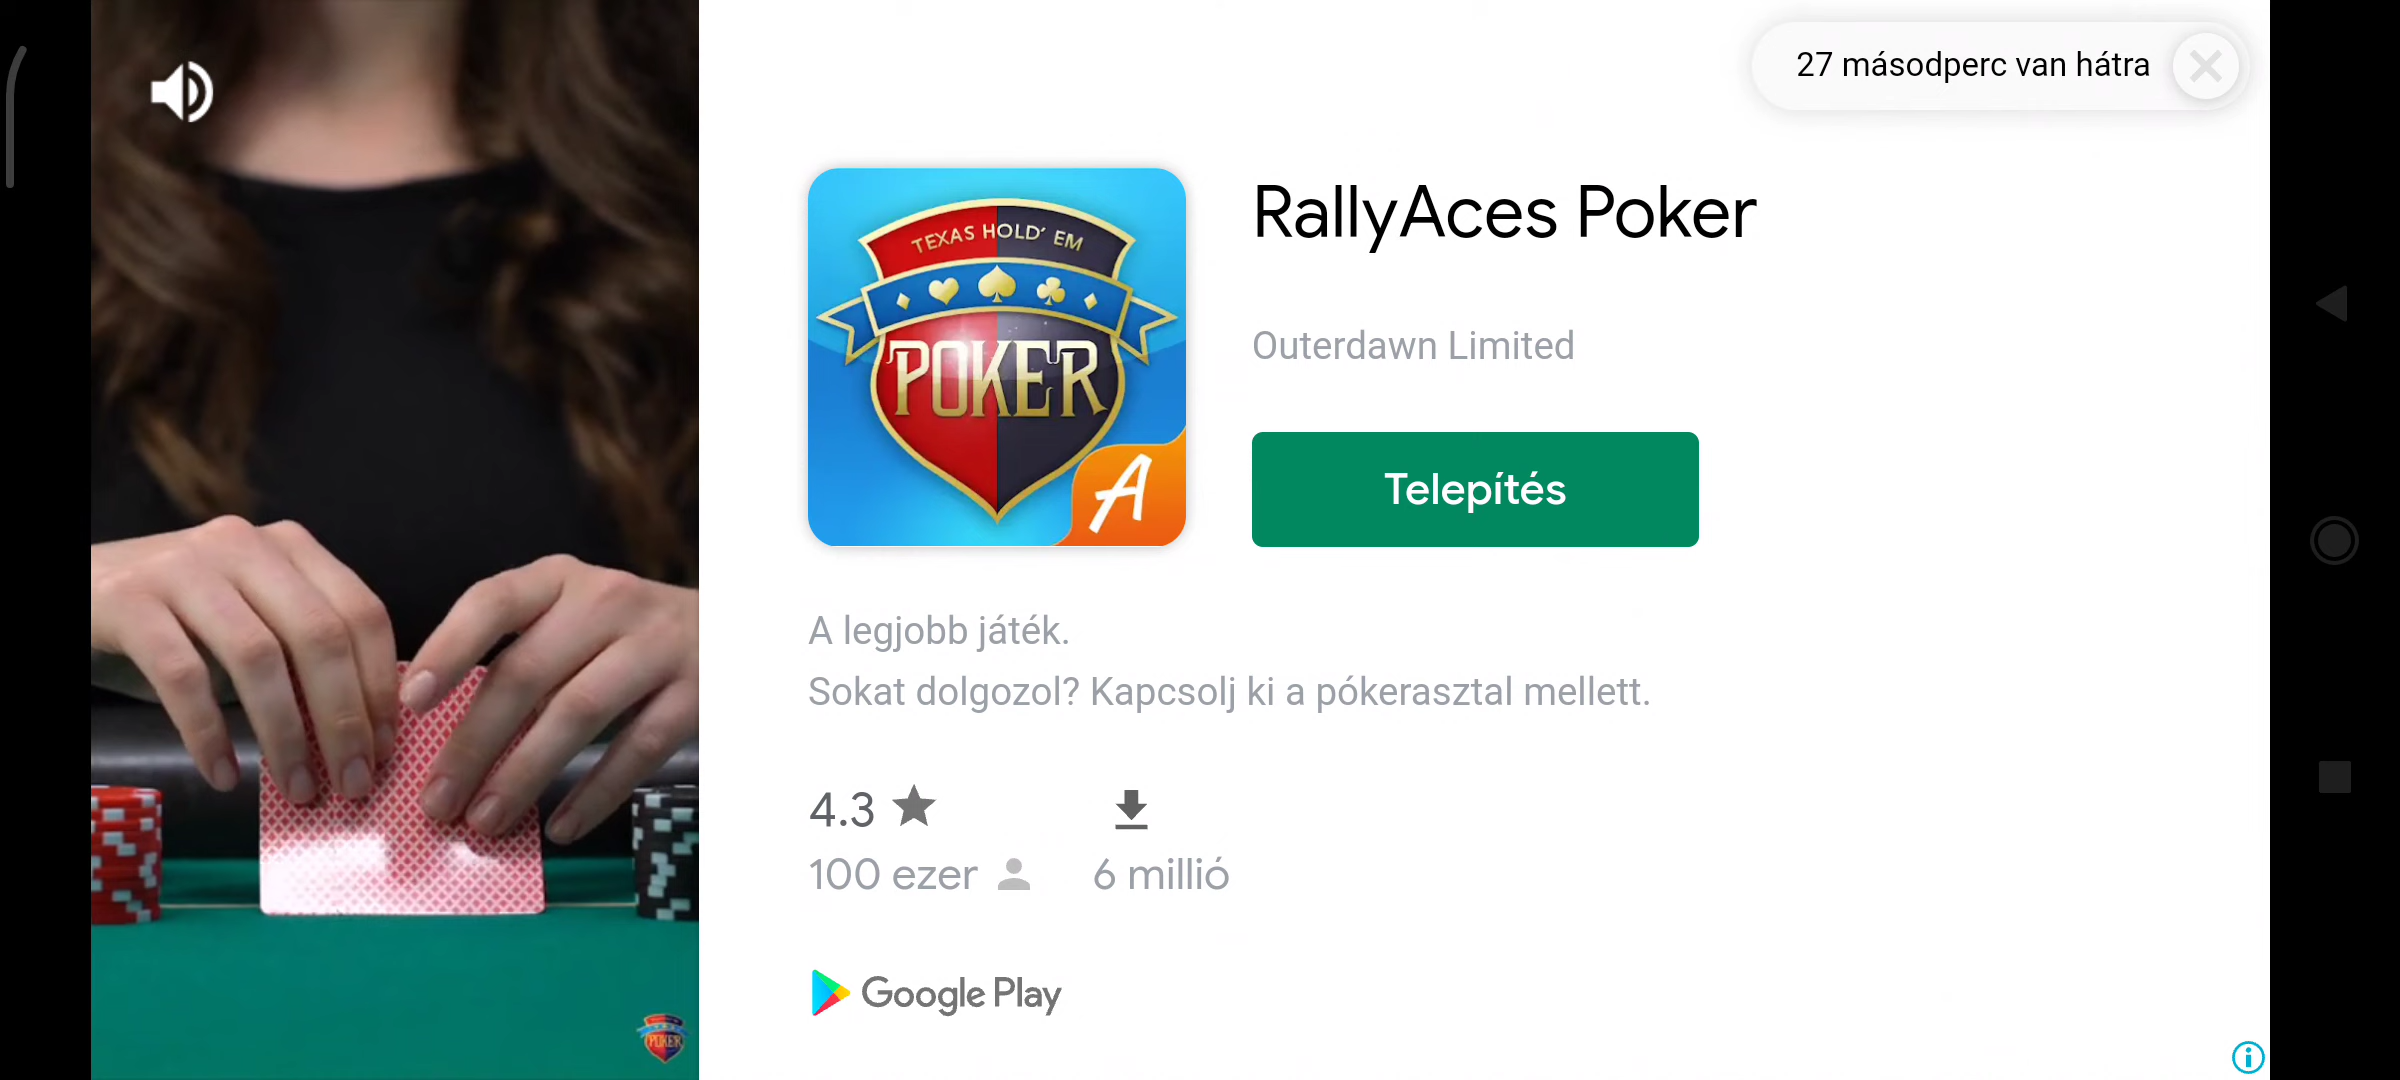 27 másodperc van hátra
TEXAS HOLD' EM
POKER
A
RallyAces Poker
Outerdawn Limited
Telepítés
A legjobb játék.
Sokat dolgozol? Kapcsolj ki a pókerasztal mellett.
4.3
100 ezer
6 millió
Google Play
POKER